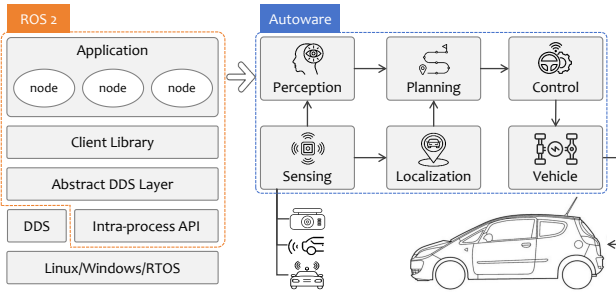 ROS 2
Application
node node node
Client Library
Abstract DDS Layer
DDS
Intra-process API
Linux/Windows/RTOS
Autoware
Perception
Planning
Control
Sensing
Localization
Vehicle